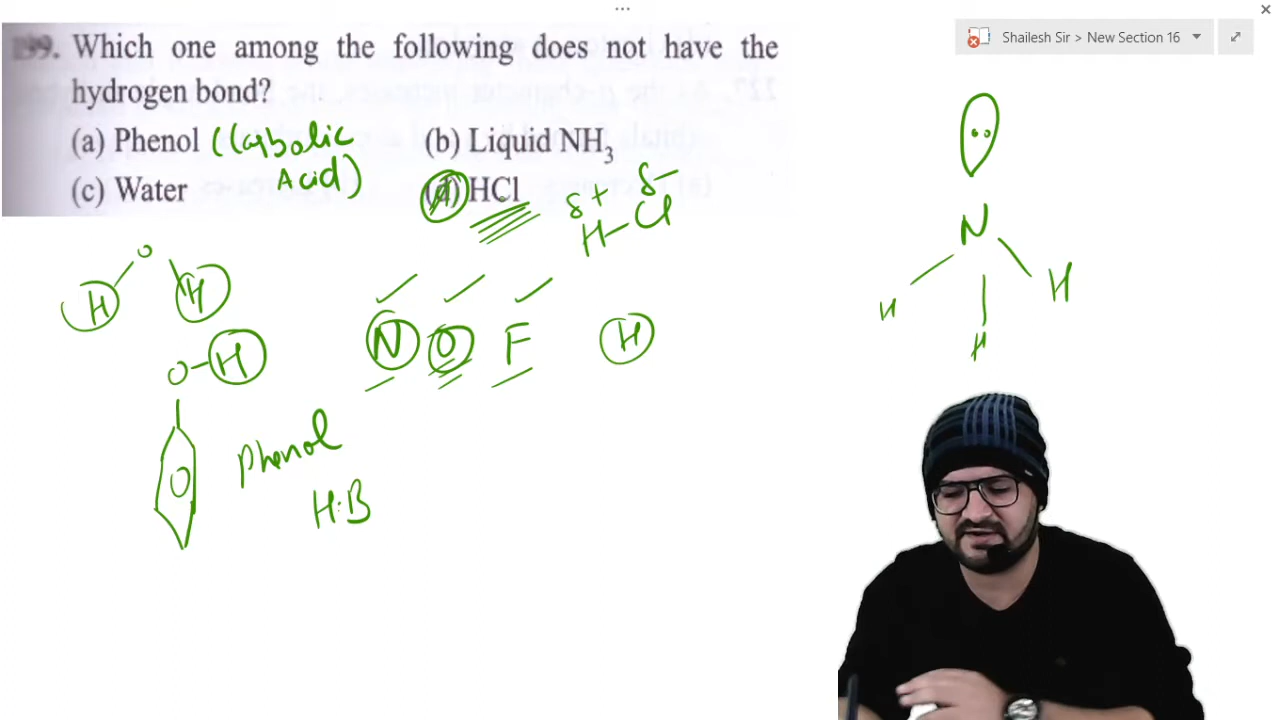 ...
Shailesh Sir > New Section 16
199. Which one among the following does not have the
hydrogen bond?
(a) Phenol (Carbolic
Acid)
(b) Liquid NH3
(c) Water
(d) HCl
δ+ δ-
H-Cl
O
H H
O-H
N O F H
Phenol
H·B
N
H H
H